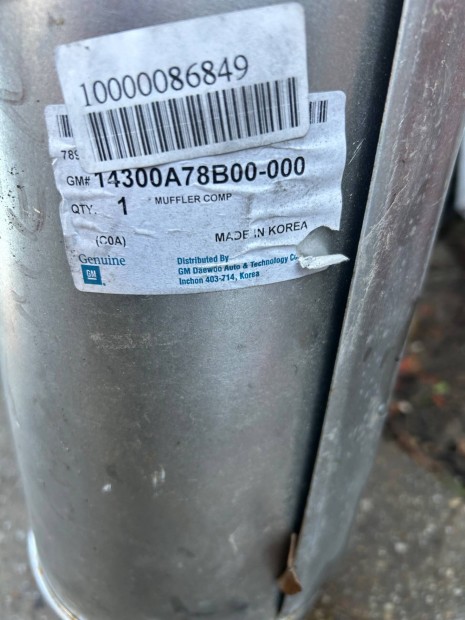 10000086849
789
GM# 14300A78B00-000
QTY. 1 MUFFLER COMP
(C0A) MADE IN KOREA
Genuine
GM
Distributed By
GM Daewoo Auto & Technology
Inchon 403-714, Korea